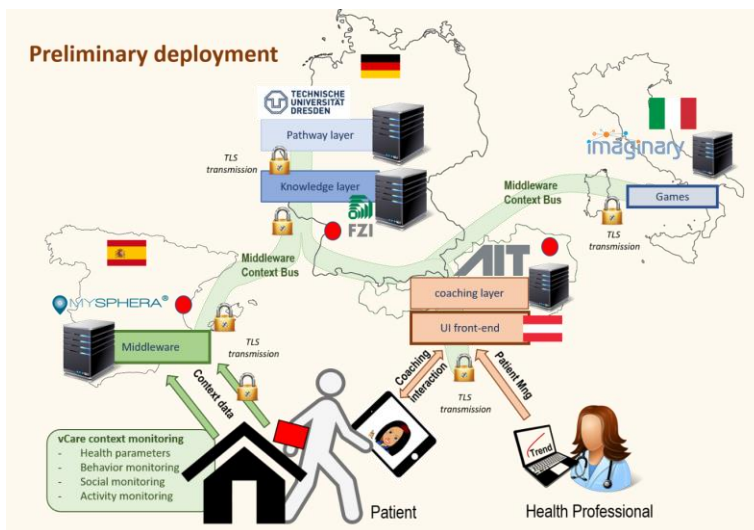 Preliminary deployment
TECHNISCHE
UNIVERSITÄT
DRESDEN
Pathway layer
TLS
transmission
Knowledge layer
FZI
imaginary
Middleware
Context Bus
Games
TLS
transmission
Middleware
Context Bus
MYSPHERA®
AIT
coaching layer
UI front-end
Middleware
TLS
transmission
Context data
Coaching
Interaction
TLS
transmission
Patient Mng
vCare context monitoring
- Health parameters
- Behavior monitoring
- Social monitoring
- Activity monitoring
Trend
Patient
Health Professional